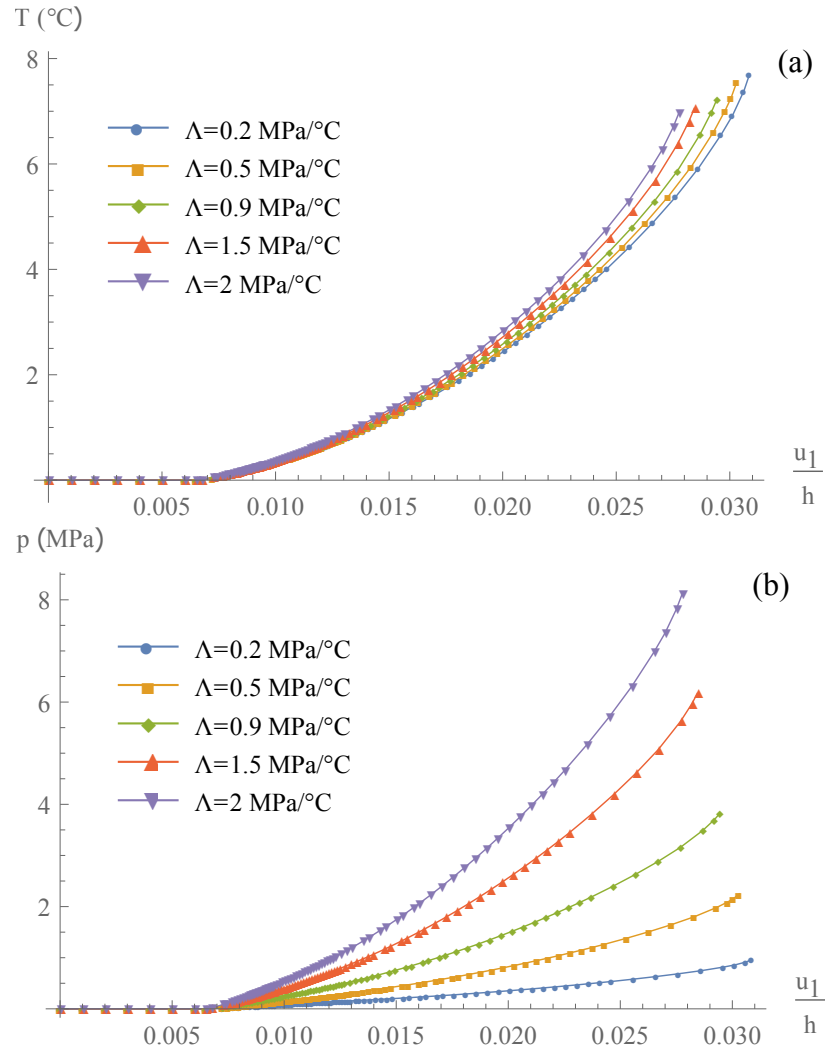 T (°C)
(a)
8
Λ=0.2 MPa/°C
Λ=0.5 MPa/°C
6
Λ=0.9 MPa/°C
Λ=1.5 MPa/°C
4
Λ=2 MPa/°C
2
u1
h
0.005 0.010 0.015 0.020 0.025 0.030
p (MPa)
(b)
8
Λ=0.2 MPa/°C
Λ=0.5 MPa/°C
6
Λ=0.9 MPa/°C
Λ=1.5 MPa/°C
4
Λ=2 MPa/°C
2
u1
h
0.005 0.010 0.015 0.020 0.025 0.030